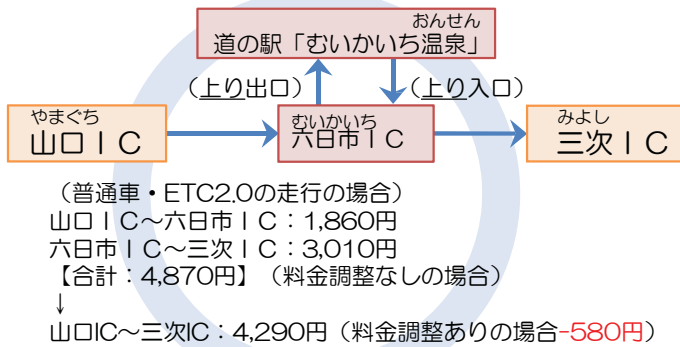 おんせん
道の駅「むいかいち温泉」
（上り出口）
（上り入口）
やまぐち
山口ＩＣ
むいかいち
六日市ＩＣ
みよし
三次ＩＣ
（普通車・ETC2.0の走行の場合）
山口ＩＣ～六日市ＩＣ：1,860円
六日市ＩＣ～三次ＩＣ：3,010円
【合計：4,870円】（料金調整なしの場合）
↓
山口IC～三次IC：4,290円（料金調整ありの場合-580円）